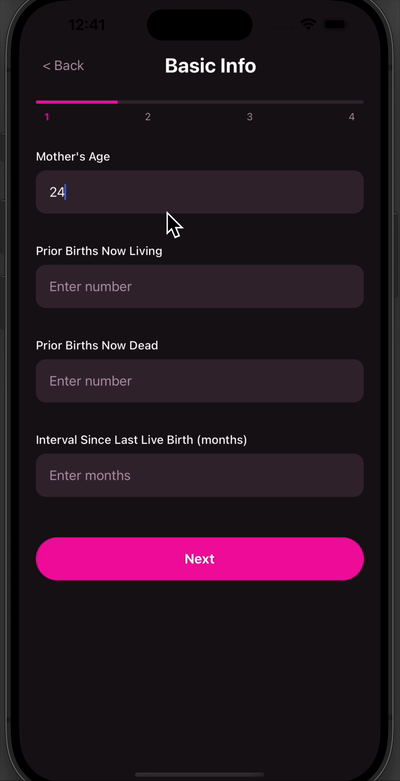 12:41
< Back
Basic Info
1 2 3 4
Mother's Age
24
Prior Births Now Living
Enter number
Prior Births Now Dead
Enter number
Interval Since Last Live Birth (months)
Enter months
Next